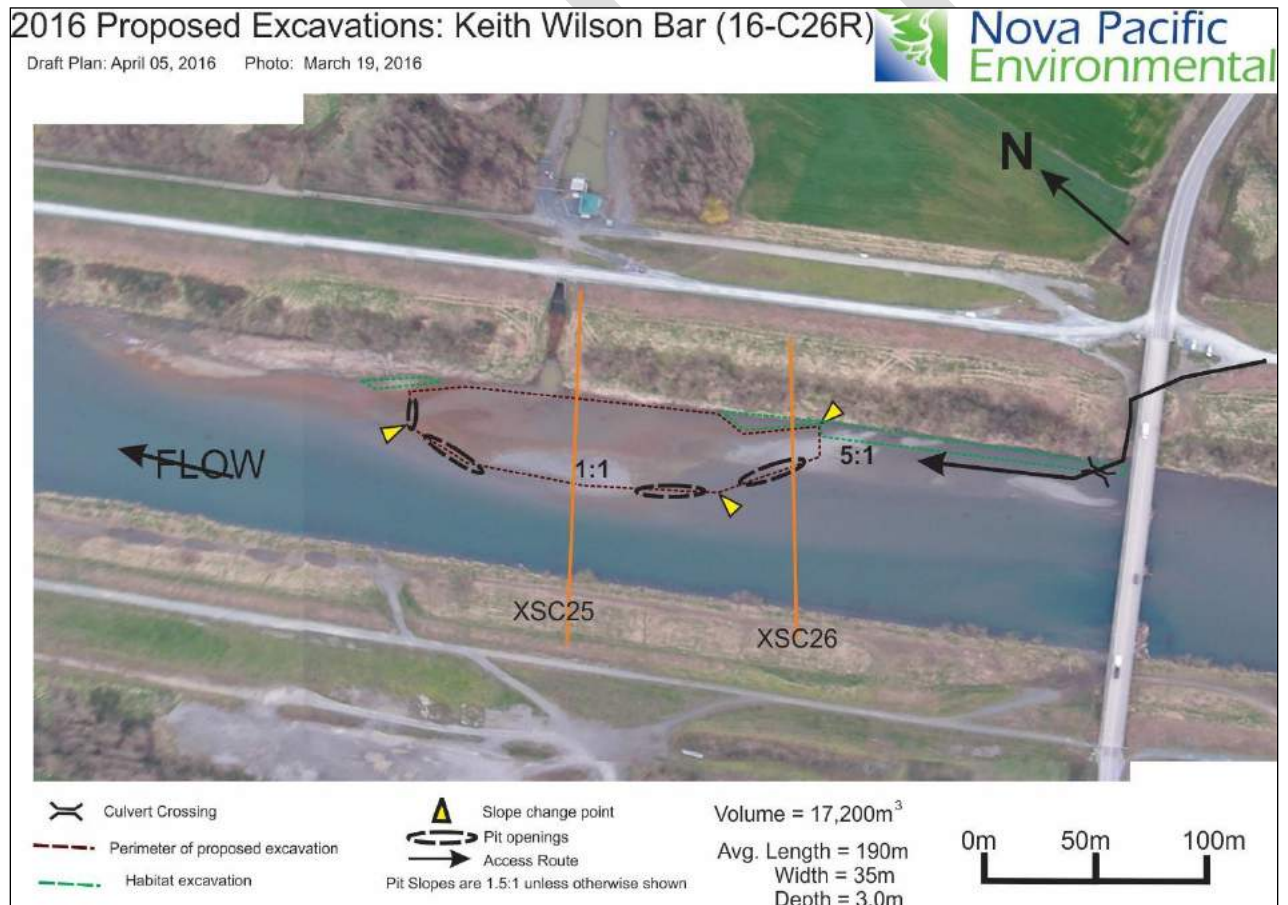 2016 Proposed Excavations: Keith Wilson Bar (16-C26R)
Nova Pacific
Environmental
Draft Plan: April 05, 2016 Photo: March 19, 2016
N
FLOW
1:1
5:1
XSC25
XSC26
Culvert Crossing
Perimeter of proposed excavation
Habitat excavation
Slope change point
Pit openings
Access Route
Pit Slopes are 1.5:1 unless otherwise shown
Volume = 17,200m³
Avg. Length = 190m
Width = 35m
Depth = 3.0m
0m 50m 100m